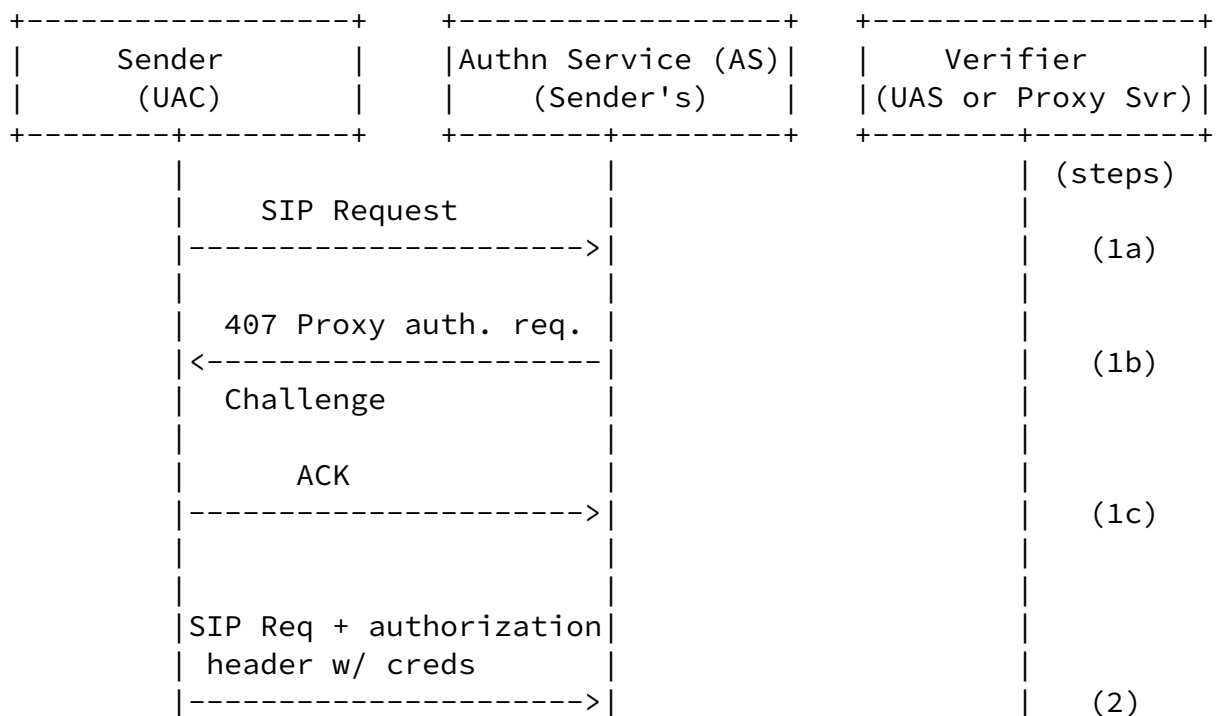 Sender Authn Service (AS) Verifier
(UAC) (Sender's) (UAS or Proxy Svr)
(steps)
SIP Request
(1a)
407 Proxy auth. req.
(1b)
Challenge
ACK
(1c)
SIP Req + authorization
header w/ creds
(2)